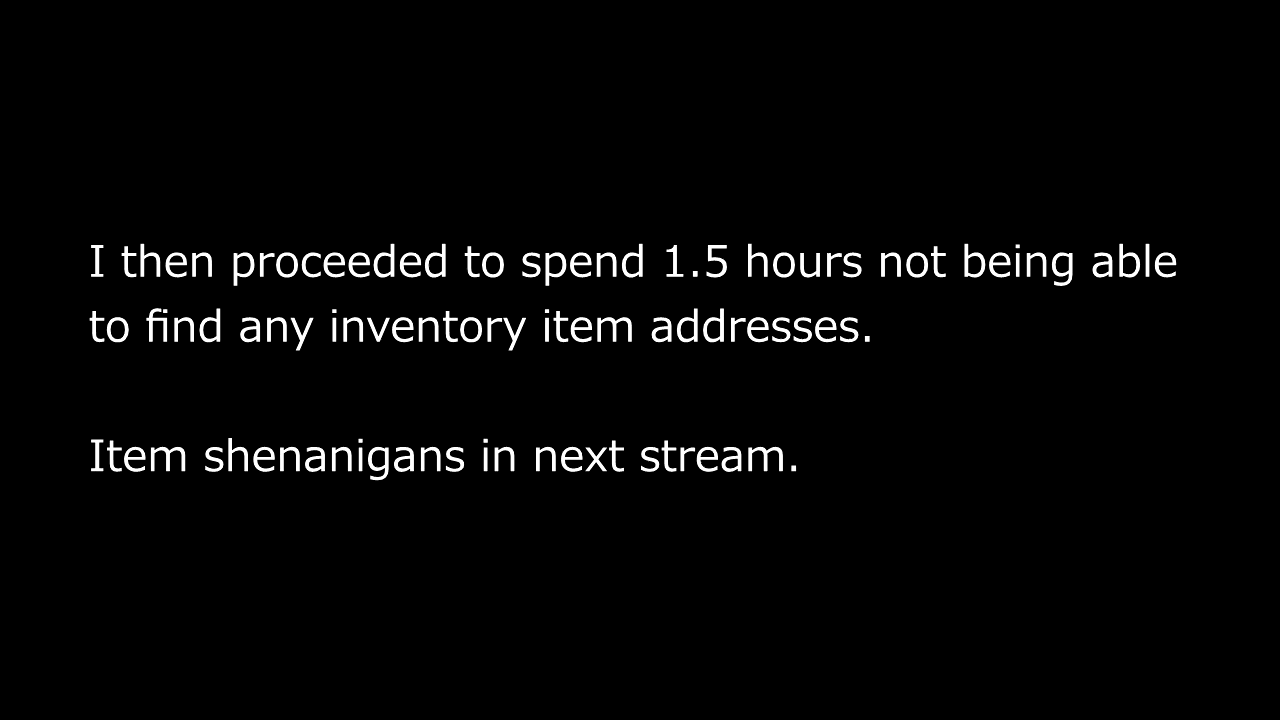 I then proceeded to spend 1.5 hours not being able
to find any inventory item addresses.
Item shenanigans in next stream.